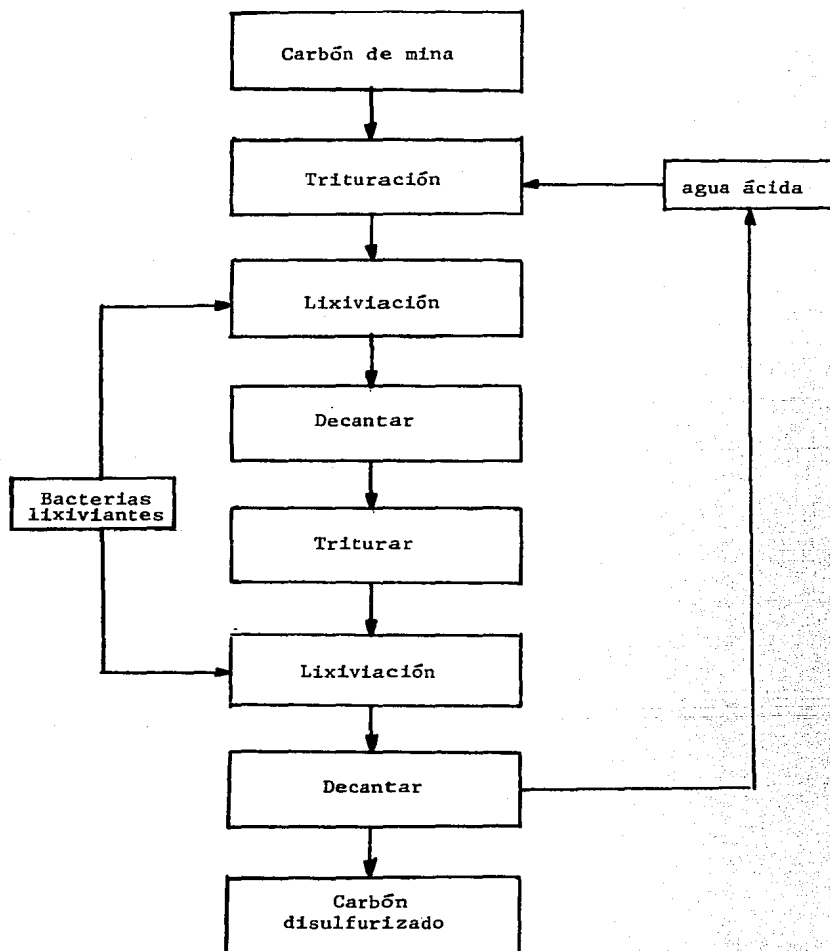 Carbón de mina
Trituración
agua ácida
Lixiviación
Decantar
Bacterias
lixiviantes
Triturar
Lixiviación
Decantar
Carbón
disulfurizado